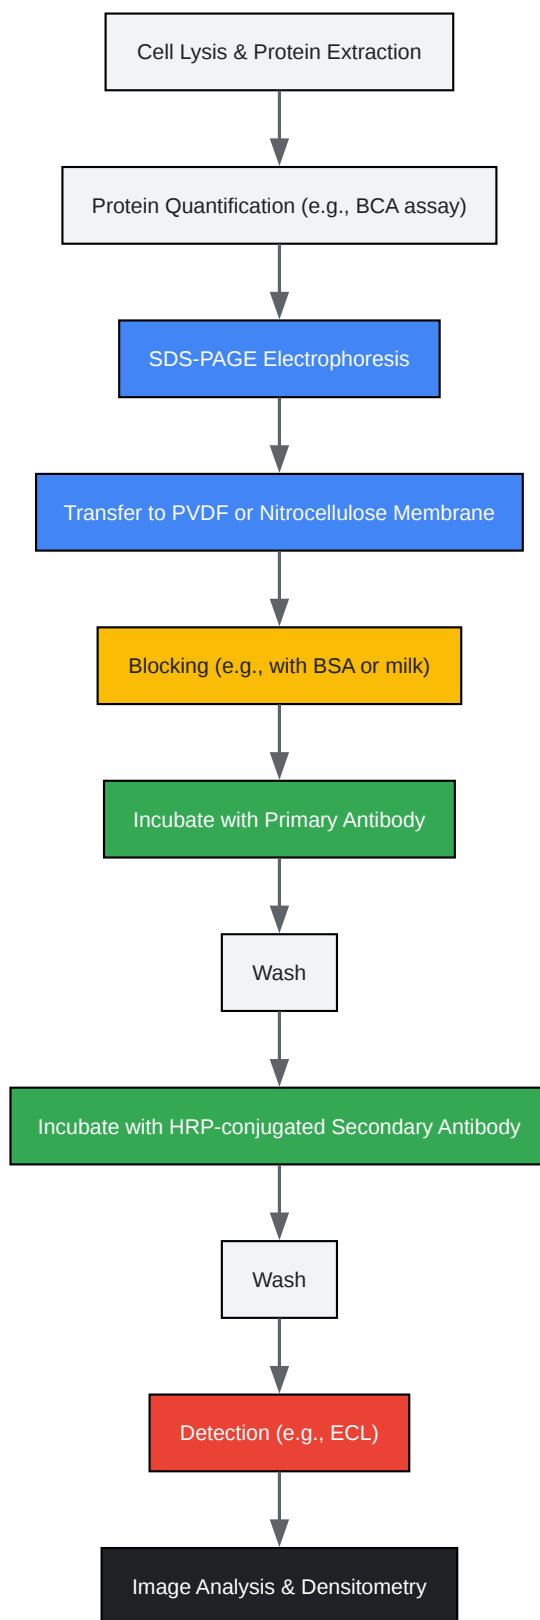 Cell Lysis & Protein Extraction
Protein Quantification (e.g., BCA assay)
SDS-PAGE Electrophoresis
Transfer to PVDF or Nitrocellulose Membrane
Blocking (e.g., with BSA or milk)
Incubate with Primary Antibody
Wash
Incubate with HRP-conjugated Secondary Antibody
Wash
Detection (e.g., ECL)
Image Analysis & Densitometry